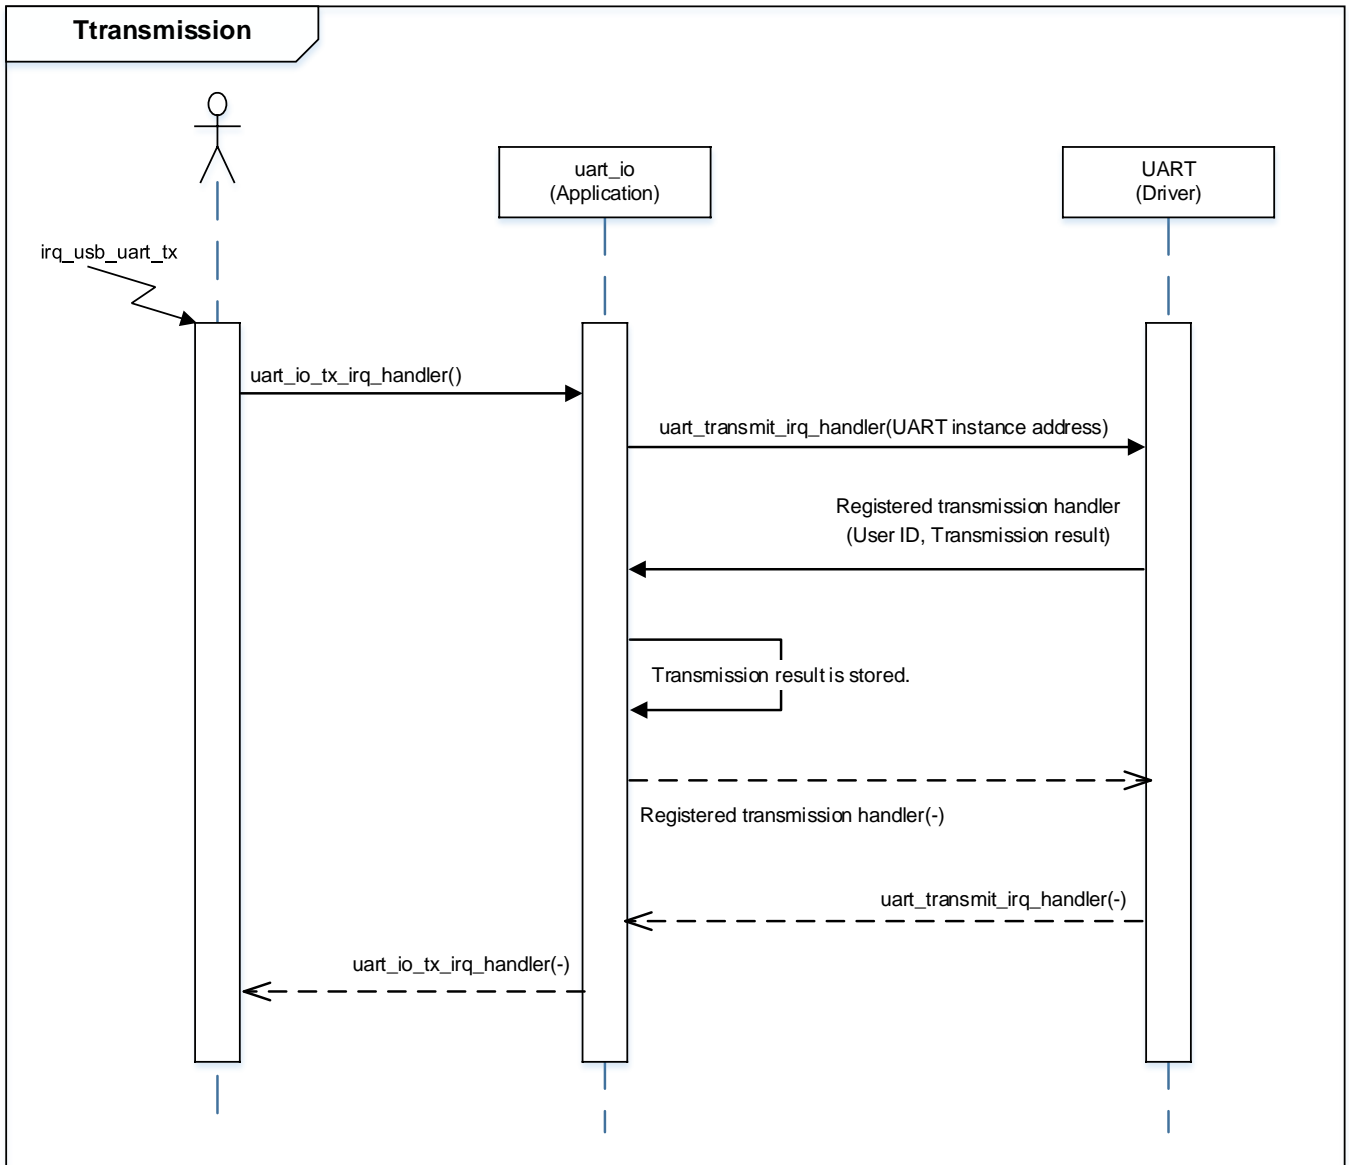 Ttransmission
uart_io
(Application)
UART
(Driver)
irq_usb_uart_tx
uart_io_tx_irq_handler()
uart_transmit_irq_handler(UART instance address)
Registered transmission handler
(User ID, Transmission result)
Transmission result is stored.
Registered transmission handler(-)
uart_transmit_irq_handler(-)
uart_io_tx_irq_handler(-)